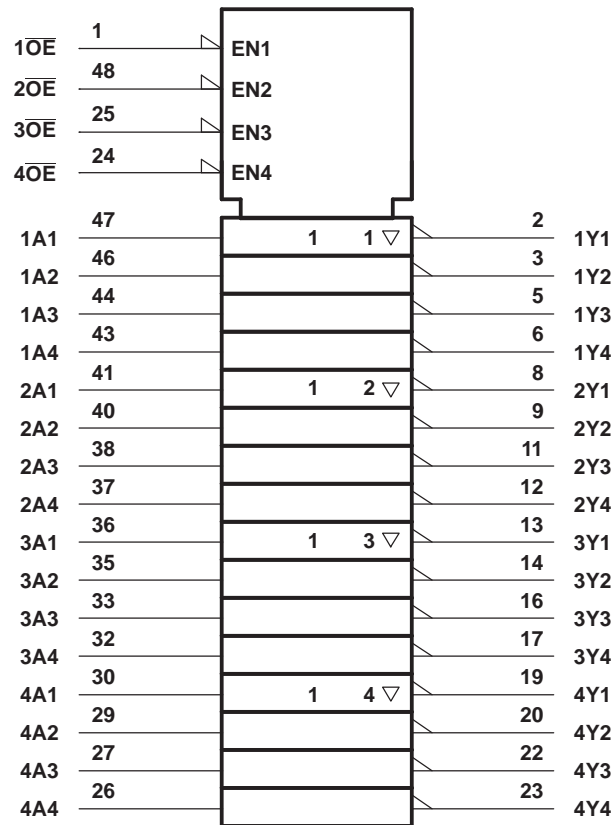 1O̅E̅ 1 EN1
2O̅E̅ 48 EN2
3O̅E̅ 25 EN3
4O̅E̅ 24 EN4
1A1 47 1 1 ▽ 2 1Y1
1A2 46 3 1Y2
1A3 44 5 1Y3
1A4 43 6 1Y4
2A1 41 1 2 ▽ 8 2Y1
2A2 40 9 2Y2
2A3 38 11 2Y3
2A4 37 12 2Y4
3A1 36 1 3 ▽ 13 3Y1
3A2 35 14 3Y2
3A3 33 16 3Y3
3A4 32 17 3Y4
4A1 30 1 4 ▽ 19 4Y1
4A2 29 20 4Y2
4A3 27 22 4Y3
4A4 26 23 4Y4